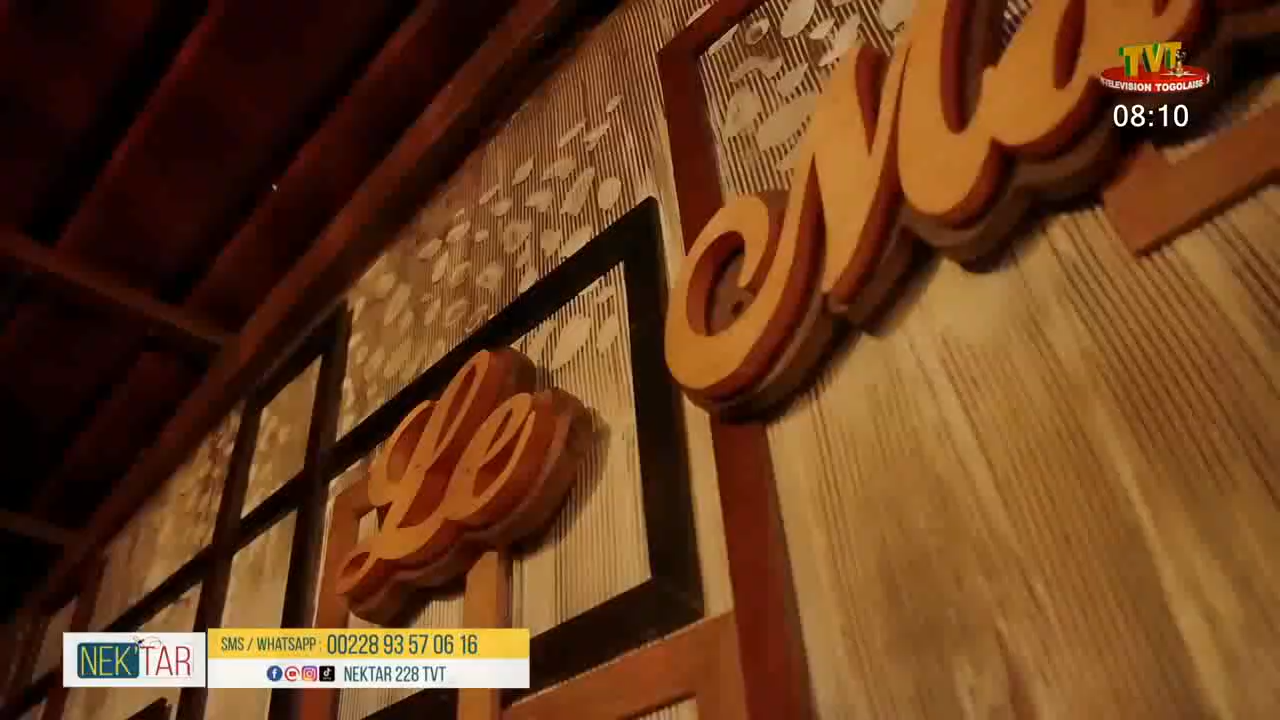 TVT
TELEVISION TOGOLAISE
08:10
Le
NEK'TAR
SMS / WHATSAPP : 00228 93 57 06 16
NEKTAR 228 TVT